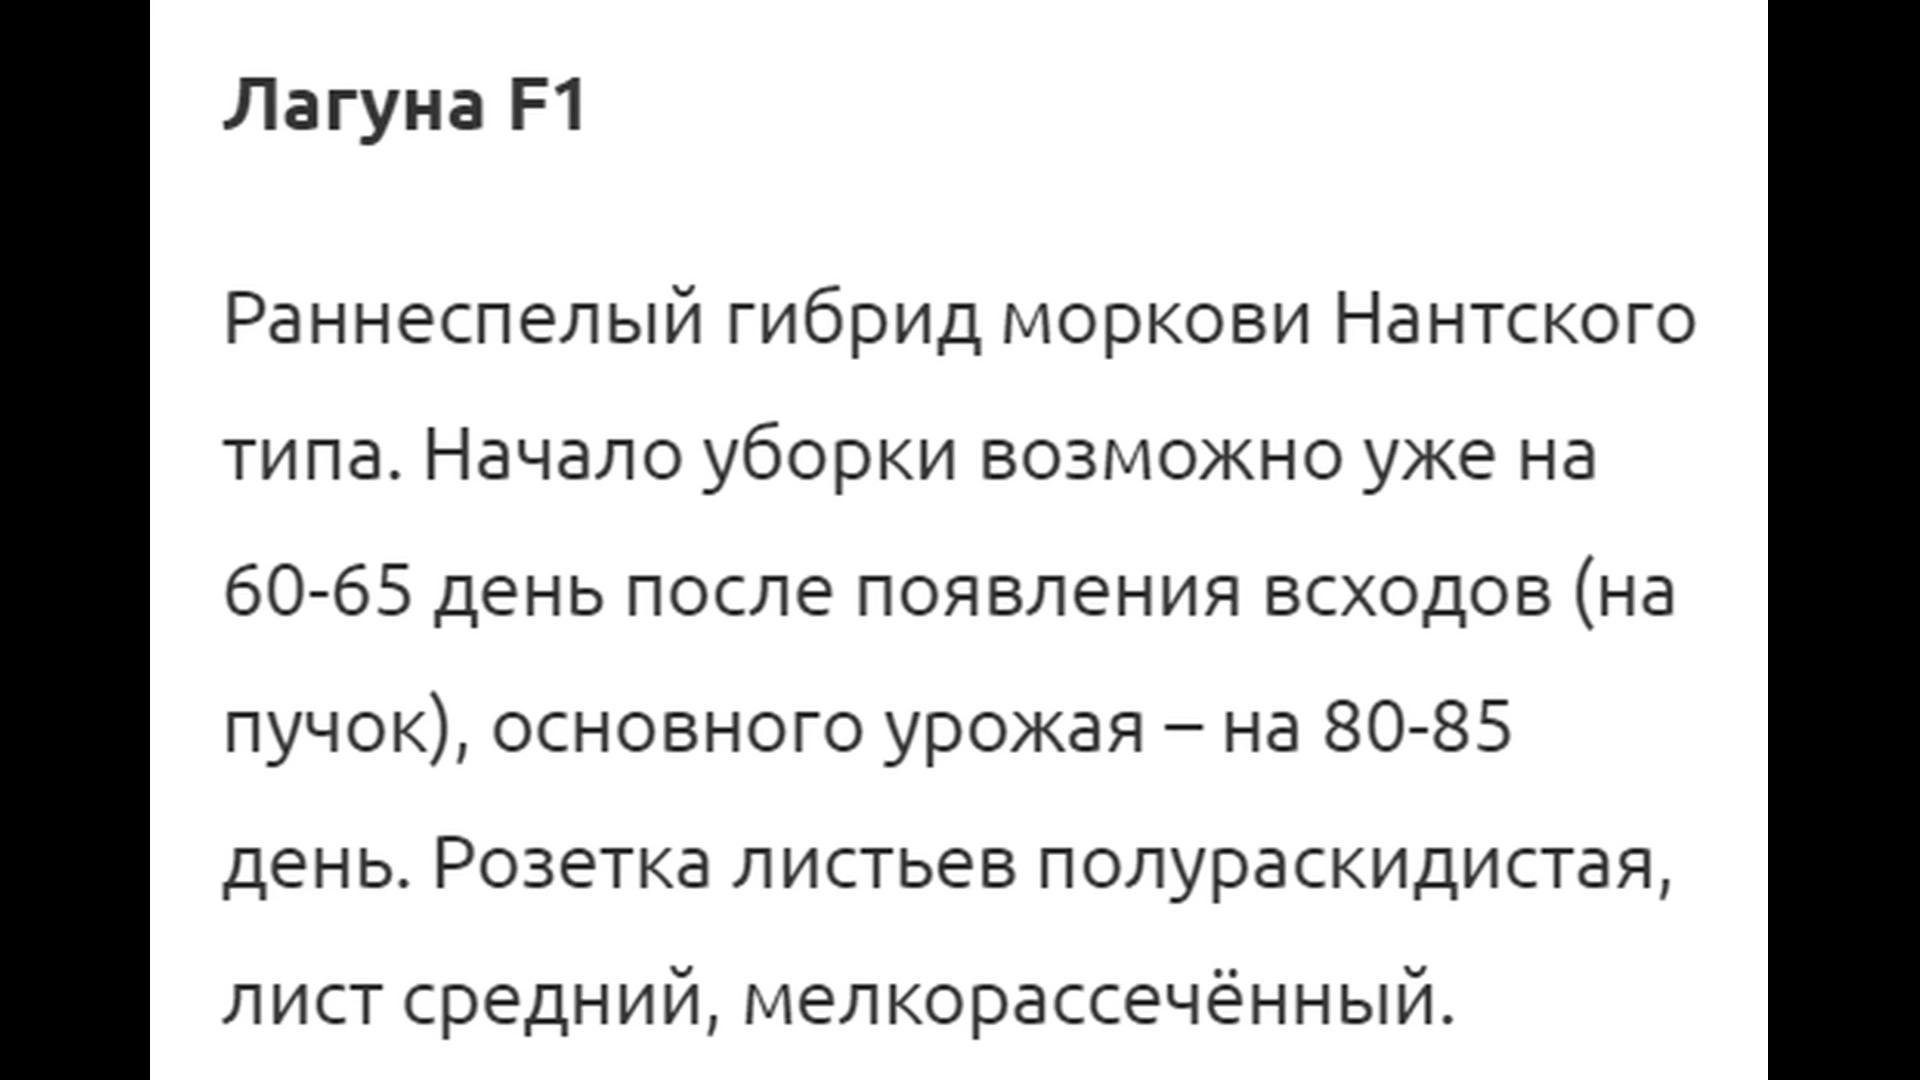 Лагуна F1
Раннеспелый гибрид моркови Нантского
типа. Начало уборки возможно уже на
60-65 день после появления всходов (на
пучок), основного урожая – на 80-85
день. Розетка листьев полураскидистая,
лист средний, мелкорассечённый.